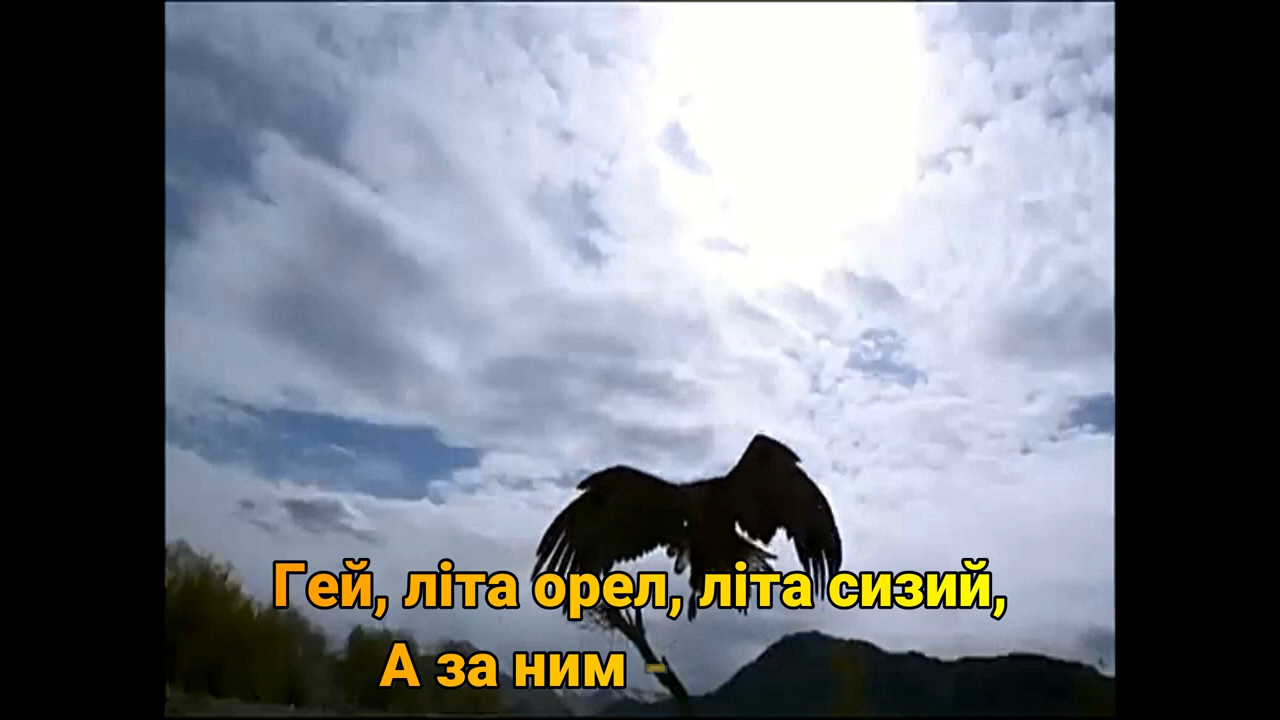 Гей, літа орел, літа сизий,
А за ним -